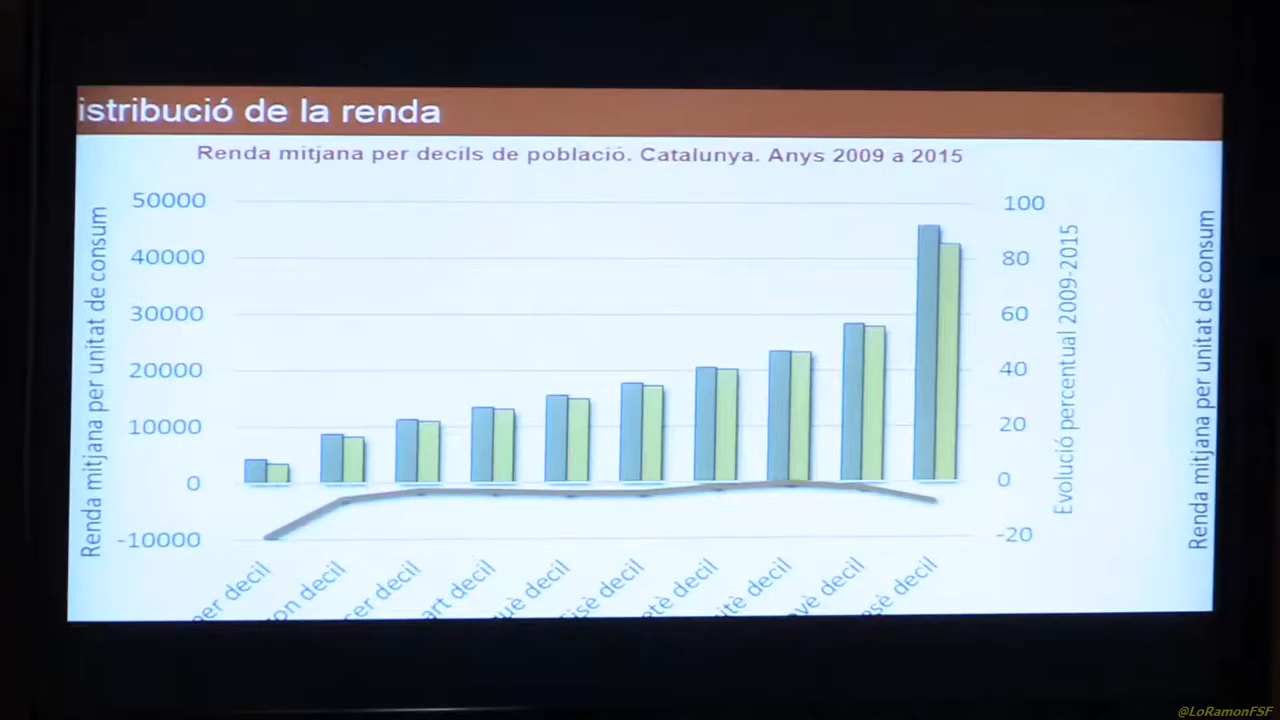 istribució de la renda
Renda mitjana per decils de població. Catalunya. Anys 2009 a 2015
Renda mitjana per unitat de consum
50000
40000
30000
20000
10000
0
-10000
100
80
60
40
20
0
-20
Evolució percentual 2009-2015
Renda mitjana per unitat de consum
er decil
on decil
cer decil
art decil
uè decil
isè decil
etè decil
itè decil
vè decil
sè decil
@LoRamonFSF